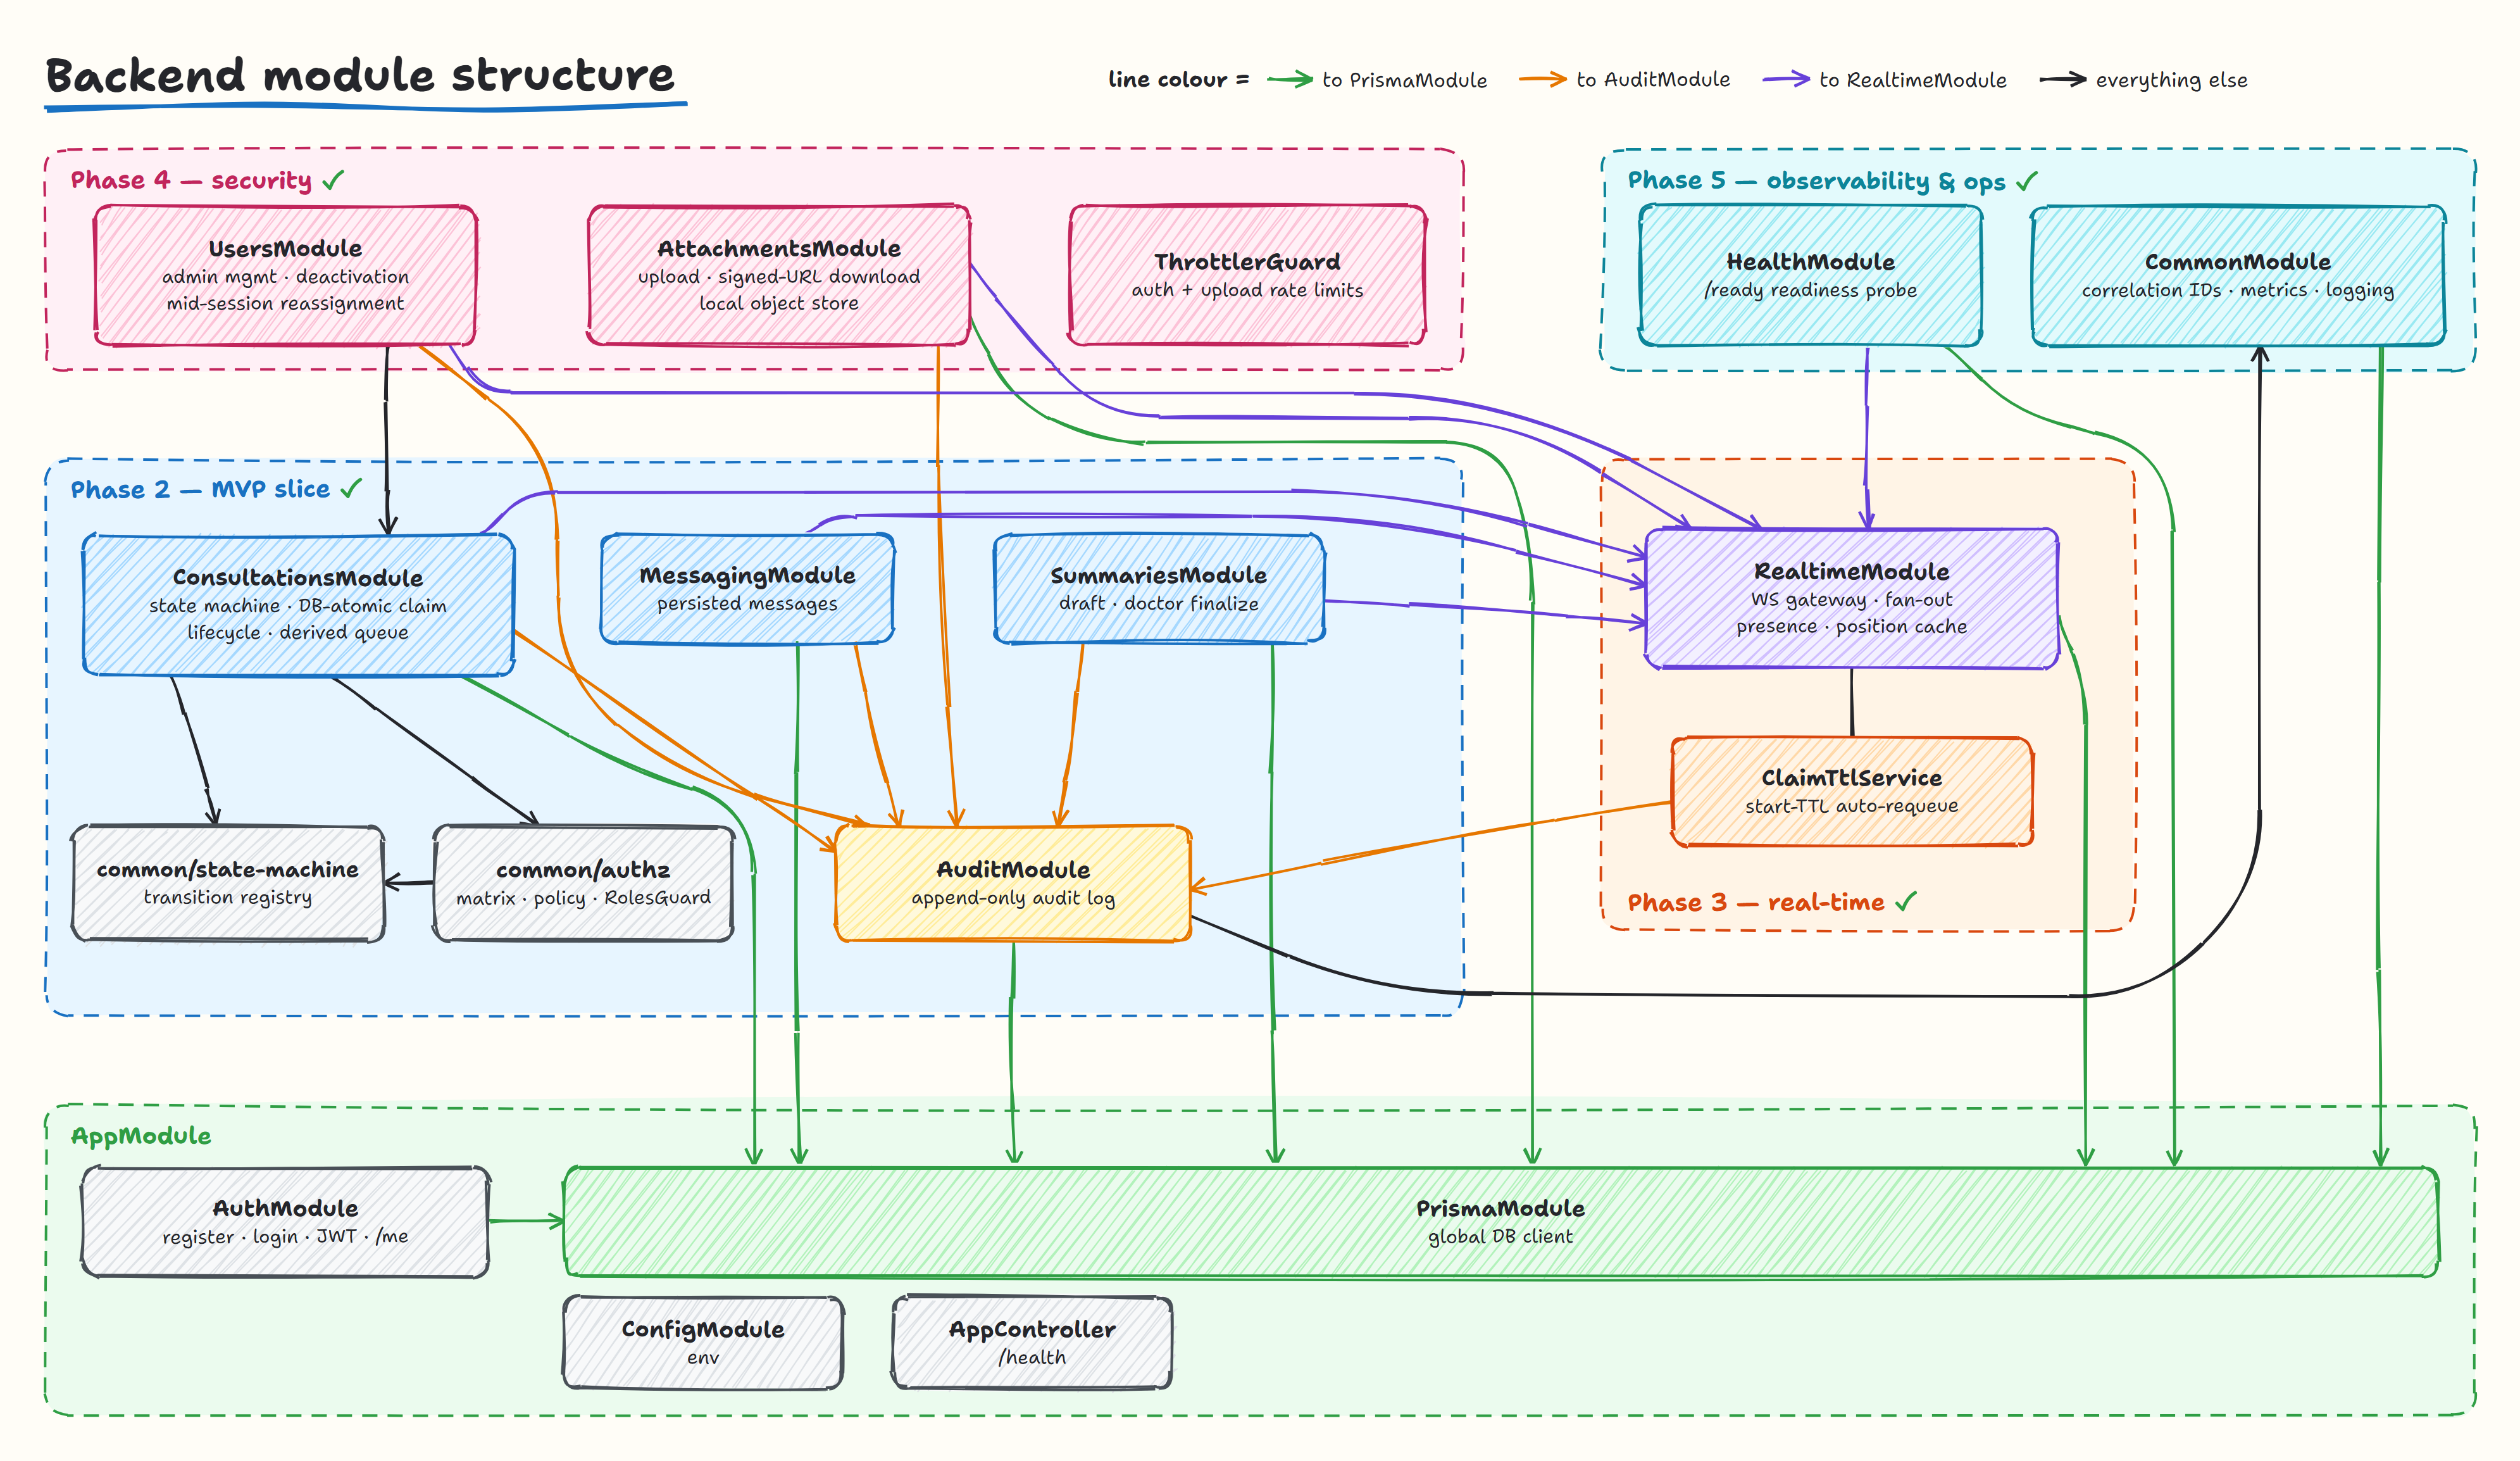 Backend module structure
line colour = to PrismaModule to AuditModule to RealtimeModule everything else
Phase 4 — security ✓
UsersModule
admin mgmt · deactivation
mid-session reassignment
AttachmentsModule
upload · signed-URL download
local object store
ThrottlerGuard
auth + upload rate limits
Phase 5 — observability & ops ✓
HealthModule
/ready readiness probe
CommonModule
correlation IDs · metrics · logging
Phase 2 — MVP slice ✓
ConsultationsModule
state machine · DB-atomic claim
lifecycle · derived queue
MessagingModule
persisted messages
SummariesModule
draft · doctor finalize
RealtimeModule
WS gateway · fan-out
presence · position cache
ClaimTtlService
start-TTL auto-requeue
Phase 3 — real-time ✓
common/state-machine
transition registry
common/authz
matrix · policy · RolesGuard
AuditModule
append-only audit log
AppModule
AuthModule
register · login · JWT · /me
PrismaModule
global DB client
ConfigModule
env
AppController
/health